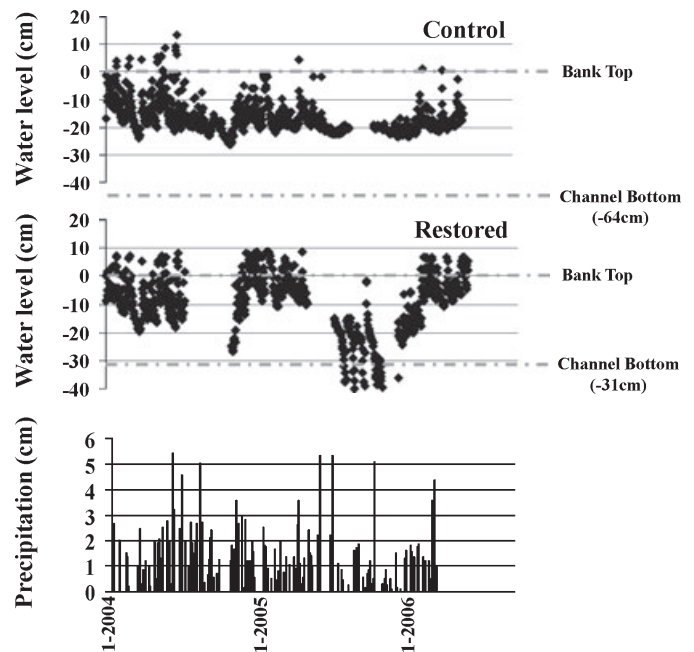 Water level (cm)
20
10
0
-10
-20
-30
-40
Control
Bank Top
Channel Bottom
(-64cm)
Water level (cm)
20
10
0
-10
-20
-30
-40
Restored
Bank Top
Channel Bottom
(-31cm)
Precipitation (cm)
6
5
4
3
2
1
0
1-2004
1-2005
1-2006